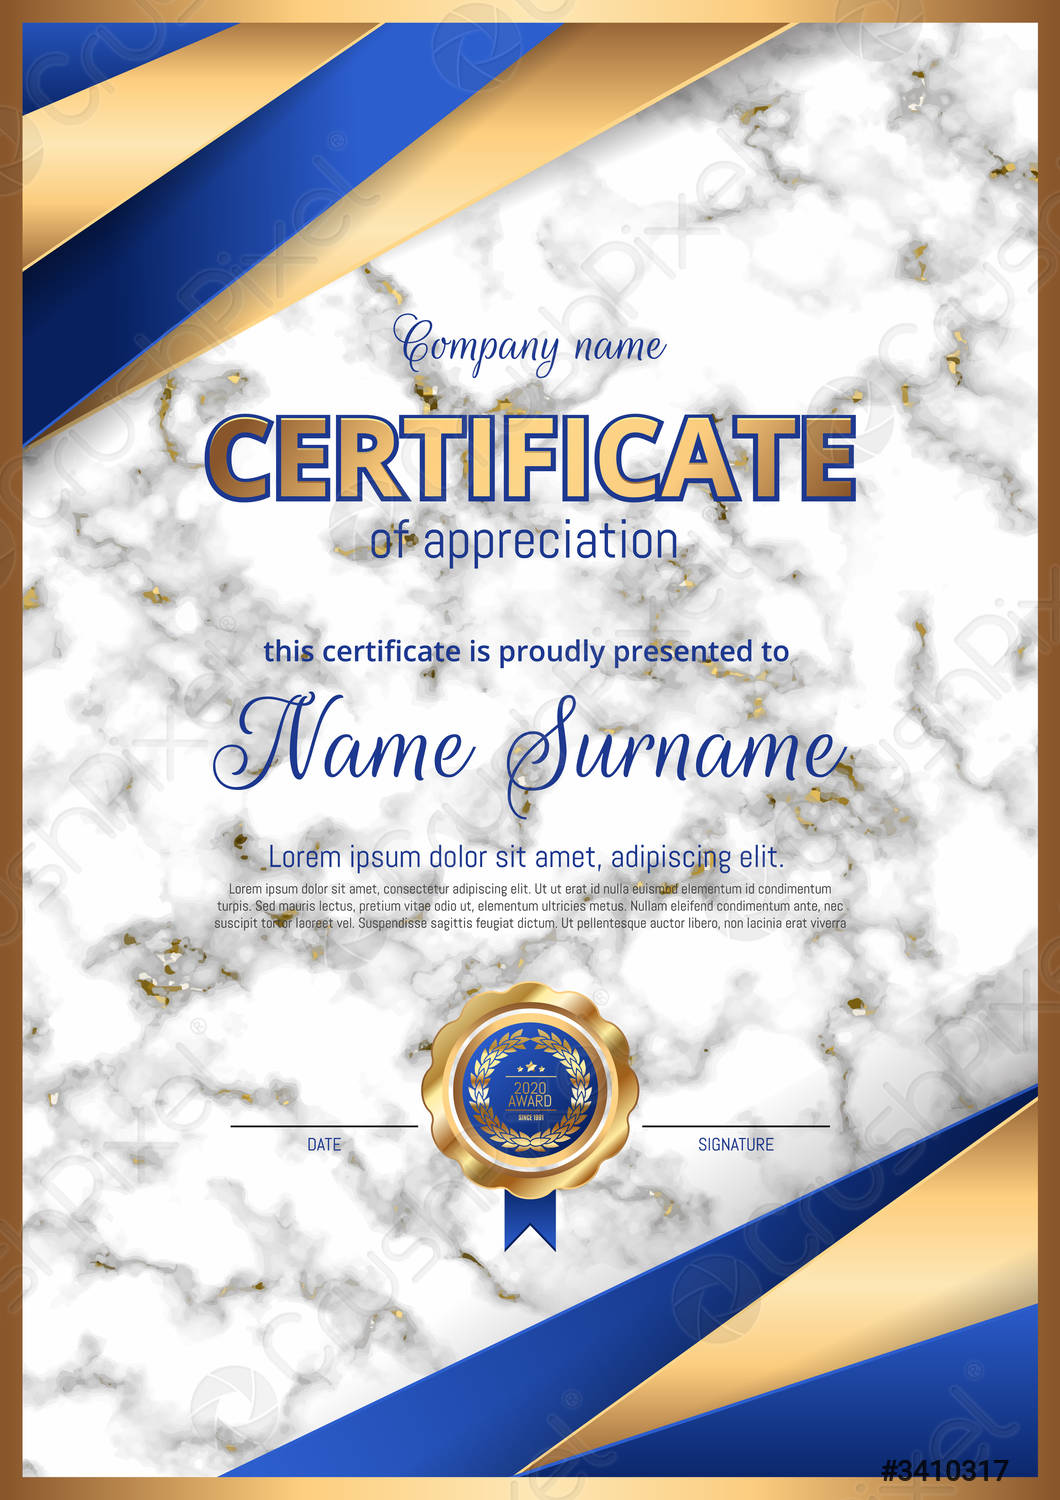 Company name
CERTIFICATE
of appreciation
this certificate is proudly presented to
Name Surname
Lorem ipsum dolor sit amet, adipiscing elit.
Lorem ipsum dolor sit amet, consectetur adipiscing elit. Ut ut erat id nulla euismod elementum id condimentum
turpis. Sed mauris lectus, pretium vitae odio ut, elementum ultricies metus. Nullam eleifend condimentum ante, nec
suscipit tortor laoreet vel. Suspendisse sagittis feugiat dictum. Ut pellentesque auctor libero, non lacinia erat viverra
2020
AWARD
SINCE 1991
DATE
SIGNATURE
crushpixel
#3410317